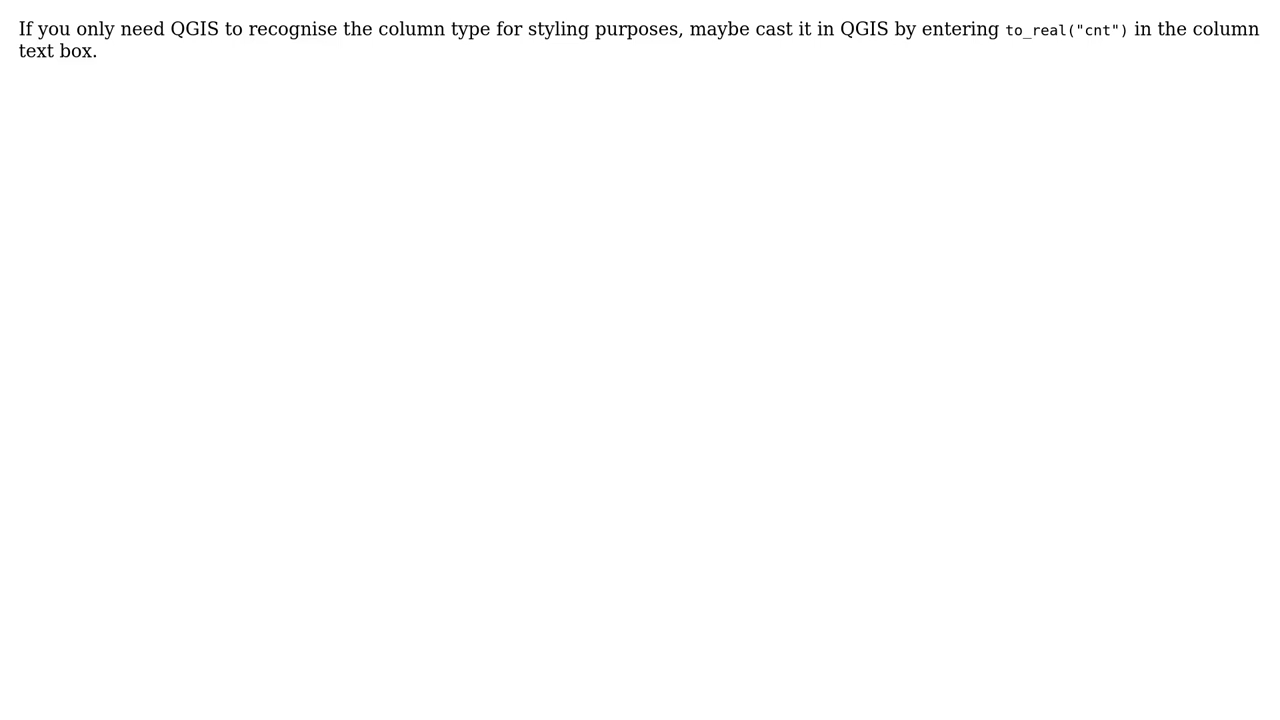 If you only need QGIS to recognise the column type for styling purposes, maybe cast it in QGIS by entering to_real("cnt") in the column
text box.